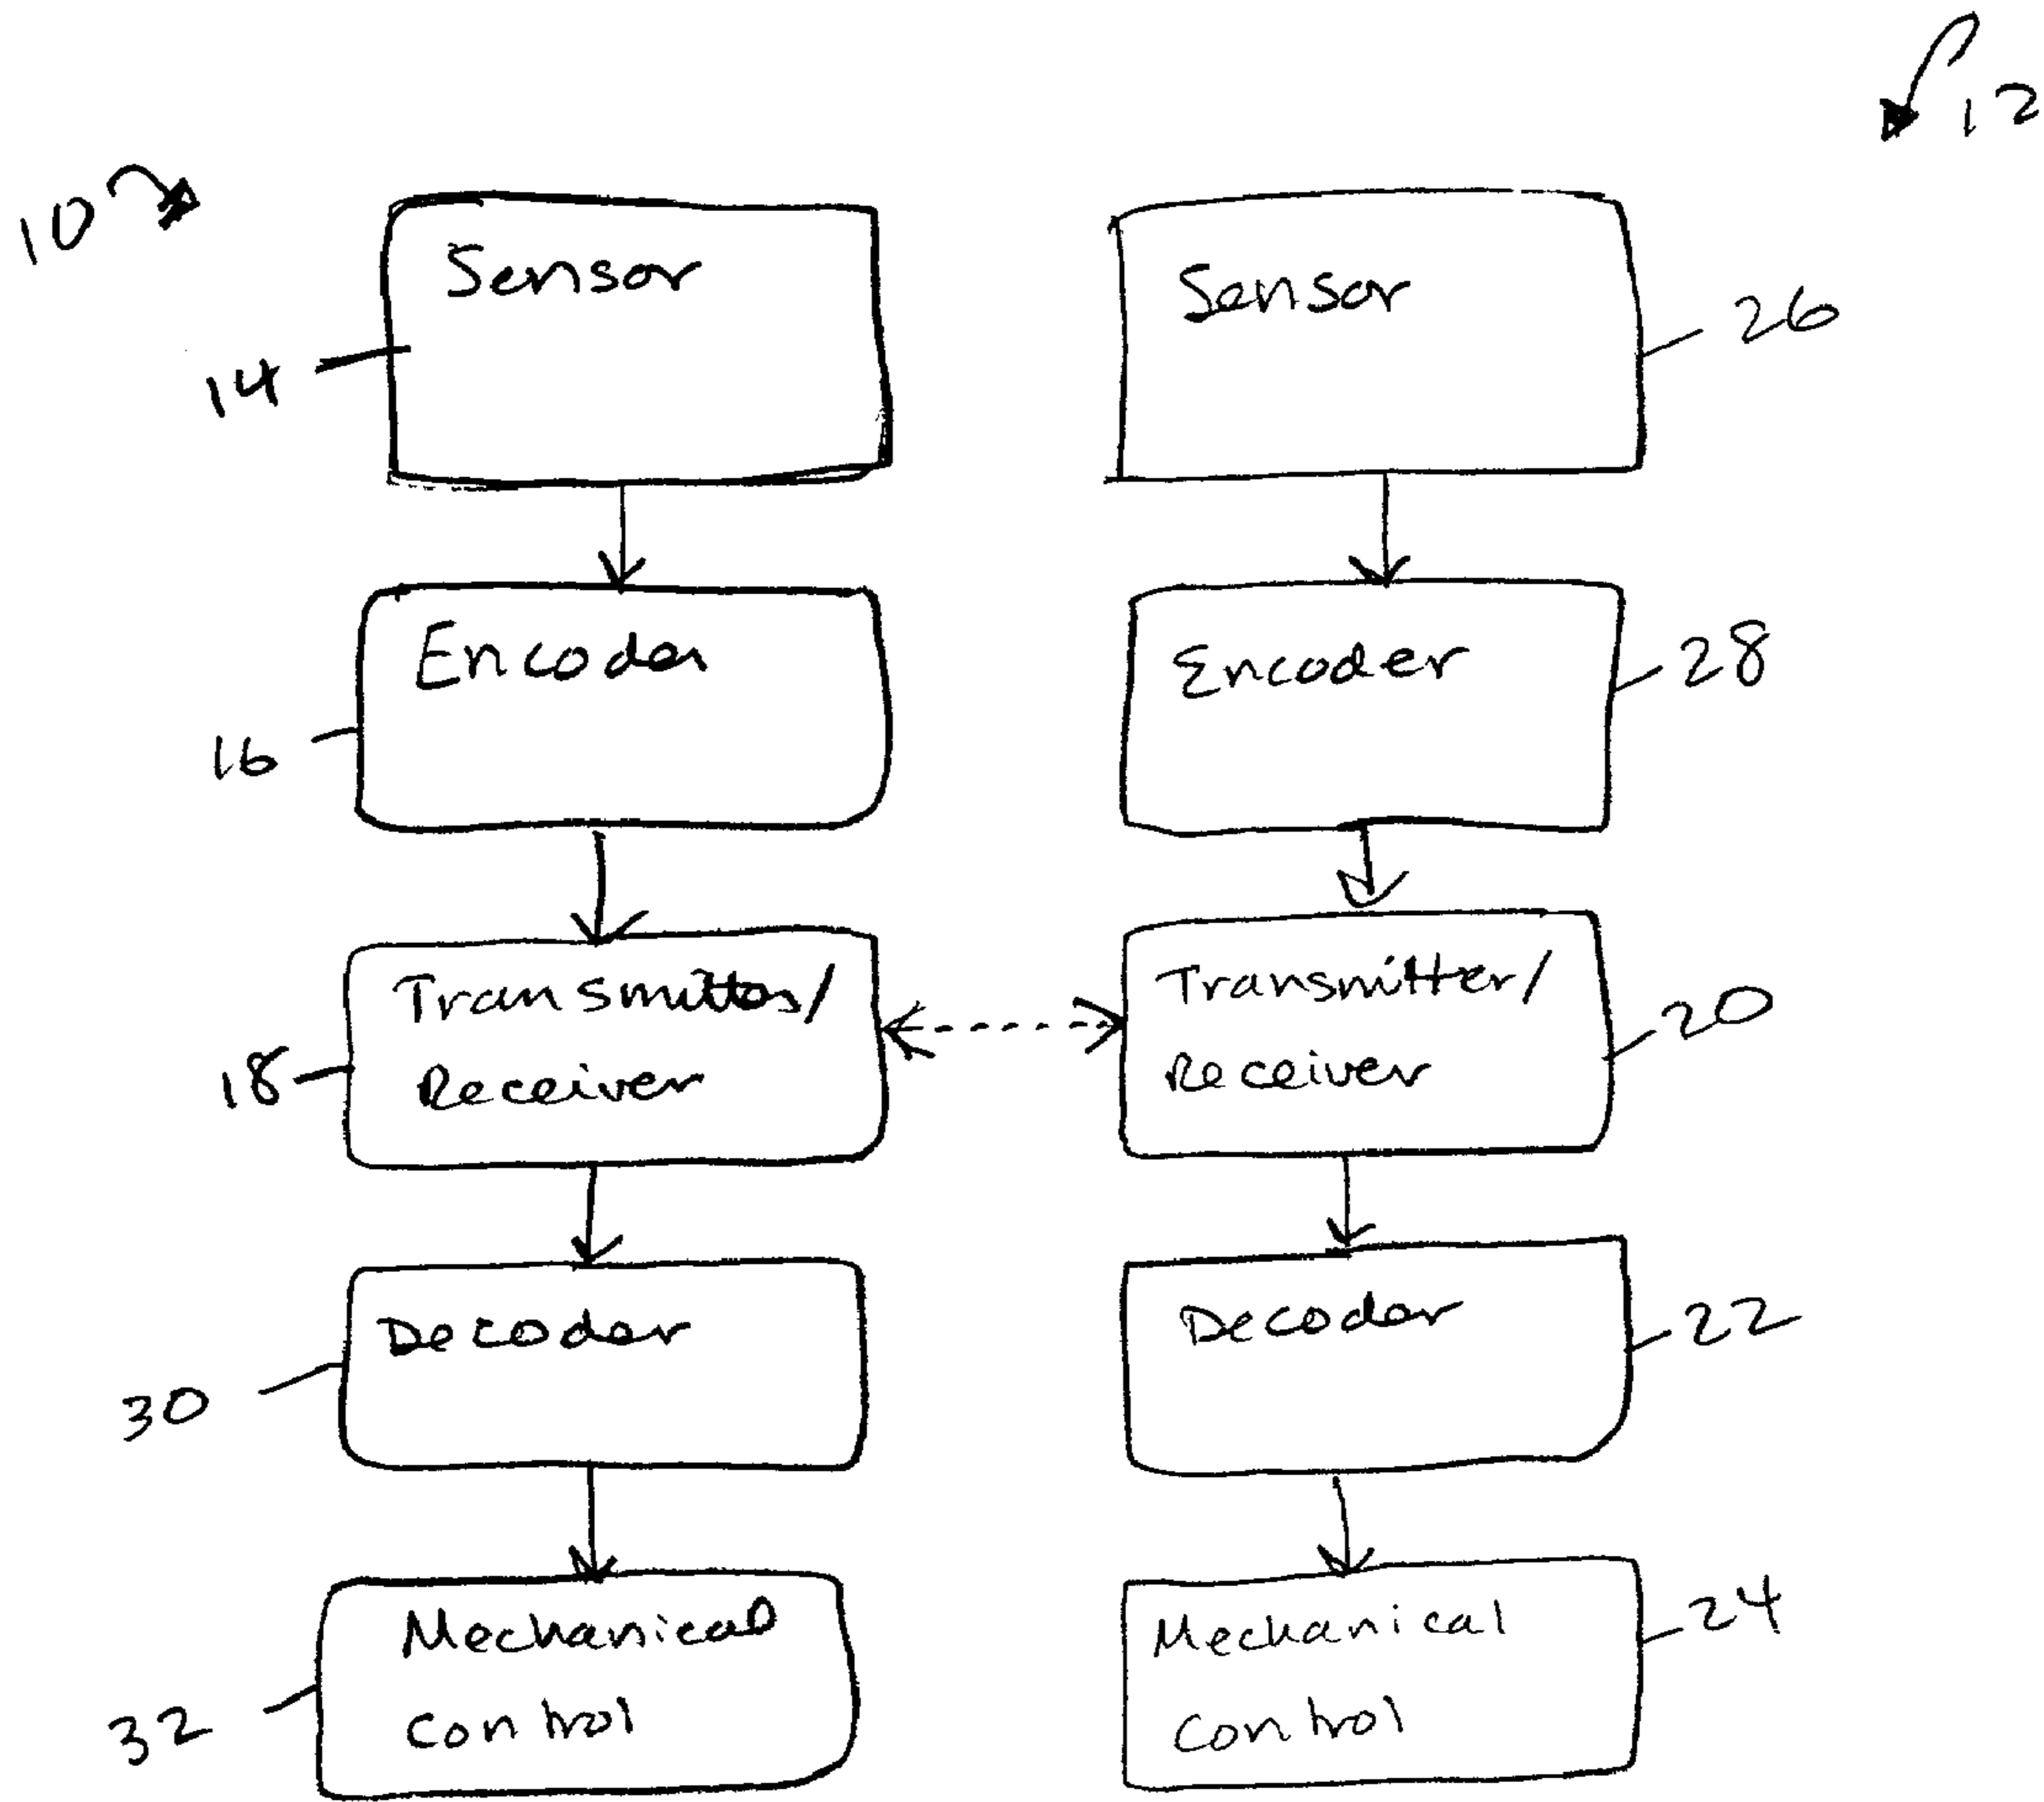 12
10
Sensor
Sensor
26
14
Encoder
Encoder
28
16
Transmitter/
Receiver
18
Transmitter/
Receiver
20
Decoder
30
Decoder
22
Mechanical
control
32
Mechanical
control
24